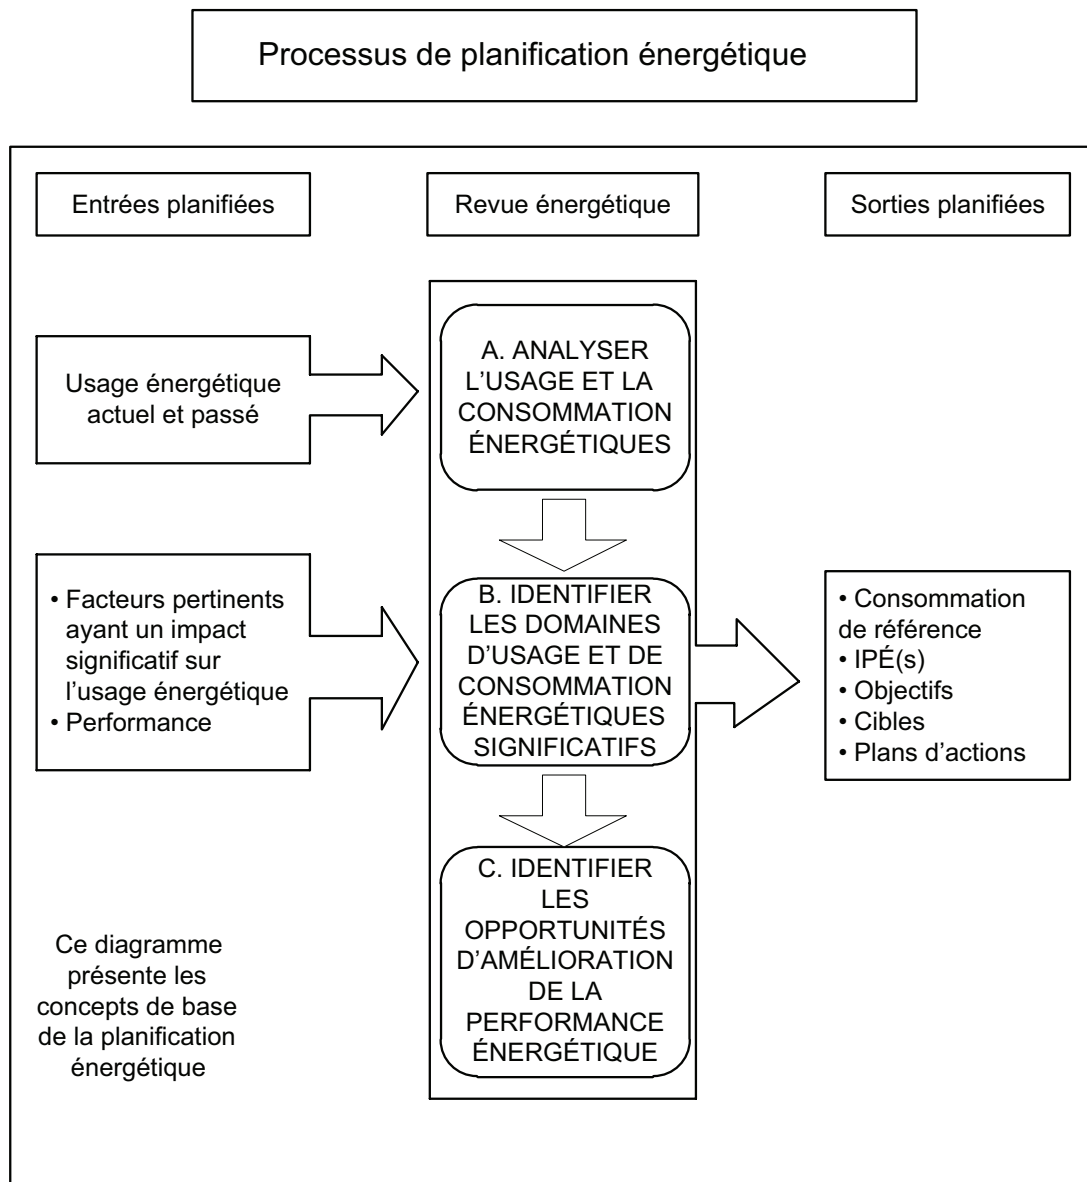 Processus de planification énergétique
Entrées planifiées
Revue énergétique
Sorties planifiées
Usage énergétique
actuel et passé
A. ANALYSER
L’USAGE ET LA
CONSOMMATION
ÉNERGÉTIQUES
• Facteurs pertinents
ayant un impact
significatif sur
l’usage énergétique
• Performance
B. IDENTIFIER
LES DOMAINES
D’USAGE ET DE
CONSOMMATION
ÉNERGÉTIQUES
SIGNIFICATIFS
• Consommation
de référence
• IPÉ(s)
• Objectifs
• Cibles
• Plans d’actions
C. IDENTIFIER
LES
OPPORTUNITÉS
D’AMÉLIORATION
DE LA
PERFORMANCE
ÉNERGÉTIQUE
Ce diagramme
présente les
concepts de base
de la planification
énergétique